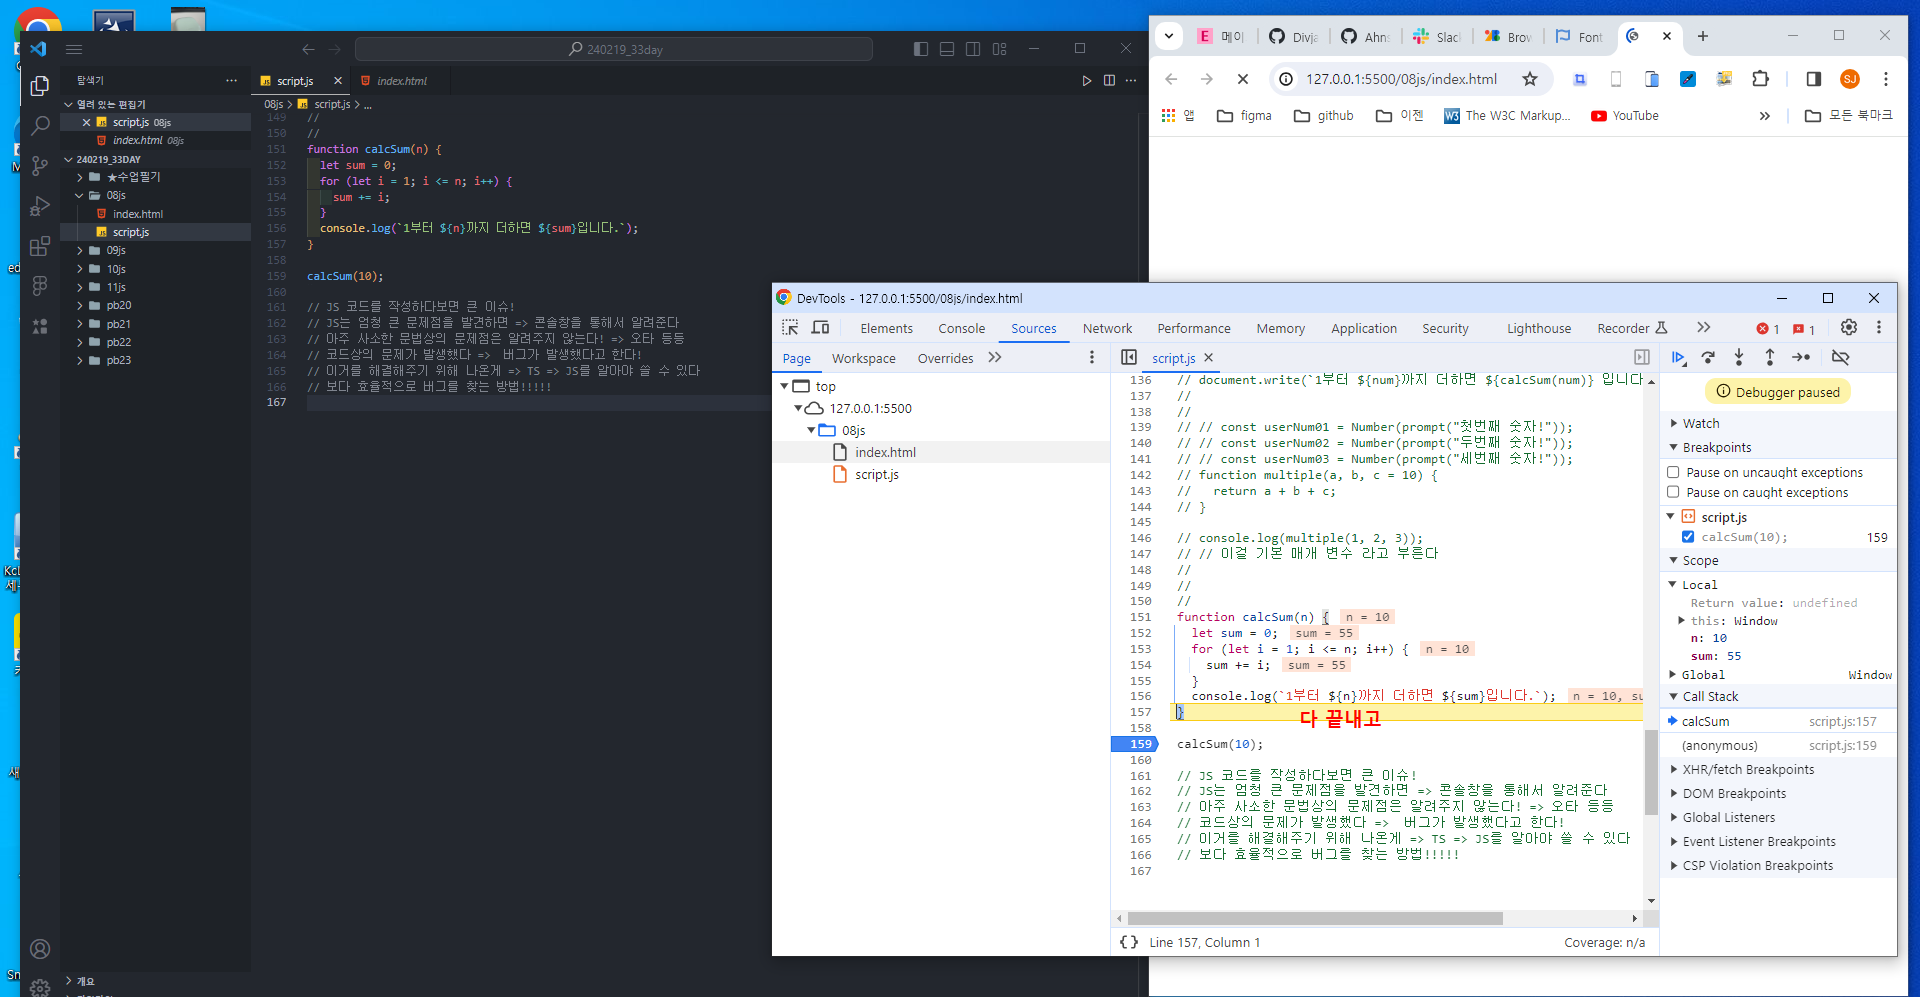 240219_33day
탐색기
열려 있는 편집기
script.js 08js
index.html 08js
240219_33DAY
★수업필기
08js
index.html
script.js
09js
10js
11js
pb20
pb21
pb22
pb23
개요
script.js
index.html
08js > script.js > ...
149 //
150 //
151 function calcSum(n) {
152 let sum = 0;
153 for (let i = 1; i <= n; i++) {
154 sum += i;
155 }
156 console.log(`1부터 ${n}까지 더하면 ${sum}입니다.`);
157 }
158
159 calcSum(10);
160
161 // JS 코드를 작성하다보면 큰 이슈!
162 // JS는 엄청 큰 문제점을 발견하면 => 콘솔창을 통해서 알려준다
163 // 아주 사소한 문법상의 문제점은 알려주지 않는다! => 오타 등등
164 // 코드상의 문제가 발생했다 =>  버그가 발생했다고 한다!
165 // 이거를 해결해주기 위해 나온게 => TS => JS를 알아야 쓸 수 있다
166 // 보다 효율적으로 버그를 찾는 방법!!!!!
167
E 메이 Divja Ahns Slac Brow Font
127.0.0.1:5500/08js/index.html
SJ
앱 figma github 이젠 The W3C Markup... YouTube » 모든 북마크
DevTools - 127.0.0.1:5500/08js/index.html
Elements Console Sources Network Performance Memory Application Security Lighthouse Recorder 1 1
Page Workspace Overrides
top
127.0.0.1:5500
08js
index.html
script.js
script.js
136 // document.write(`1부터 ${num}까지 더하면 ${calcSum(num)} 입니다
137 //
138 //
139 // // const userNum01 = Number(prompt("첫번째 숫자!"));
140 // // const userNum02 = Number(prompt("두번째 숫자!"));
141 // // const userNum03 = Number(prompt("세번째 숫자!"));
142 // function multiple(a, b, c = 10) {
143 //   return a + b + c;
144 // }
145
146 // console.log(multiple(1, 2, 3));
147 // // 이걸 기본 매개 변수 라고 부른다
148 //
149 //
150 //
151 function calcSum(n) { n = 10
152 let sum = 0; sum = 55
153 for (let i = 1; i <= n; i++) { n = 10
154 sum += i; sum = 55
155 }
156 console.log(`1부터 ${n}까지 더하면 ${sum}입니다.`); n = 10, su
157 }
다 끝내고
158
159 calcSum(10);
160
161 // JS 코드를 작성하다보면 큰 이슈!
162 // JS는 엄청 큰 문제점을 발견하면 => 콘솔창을 통해서 알려준다
163 // 아주 사소한 문법상의 문제점은 알려주지 않는다! => 오타 등등
164 // 코드상의 문제가 발생했다 =>  버그가 발생했다고 한다!
165 // 이거를 해결해주기 위해 나온게 => TS => JS를 알아야 쓸 수 있다
166 // 보다 효율적으로 버그를 찾는 방법!!!!!
167
{} Line 157, Column 1 Coverage: n/a
Debugger paused
Watch
Breakpoints
Pause on uncaught exceptions
Pause on caught exceptions
script.js
calcSum(10); 159
Scope
Local
Return value: undefined
this: Window
n: 10
sum: 55
Global Window
Call Stack
calcSum script.js:157
(anonymous) script.js:159
XHR/fetch Breakpoints
DOM Breakpoints
Global Listeners
Event Listener Breakpoints
CSP Violation Breakpoints